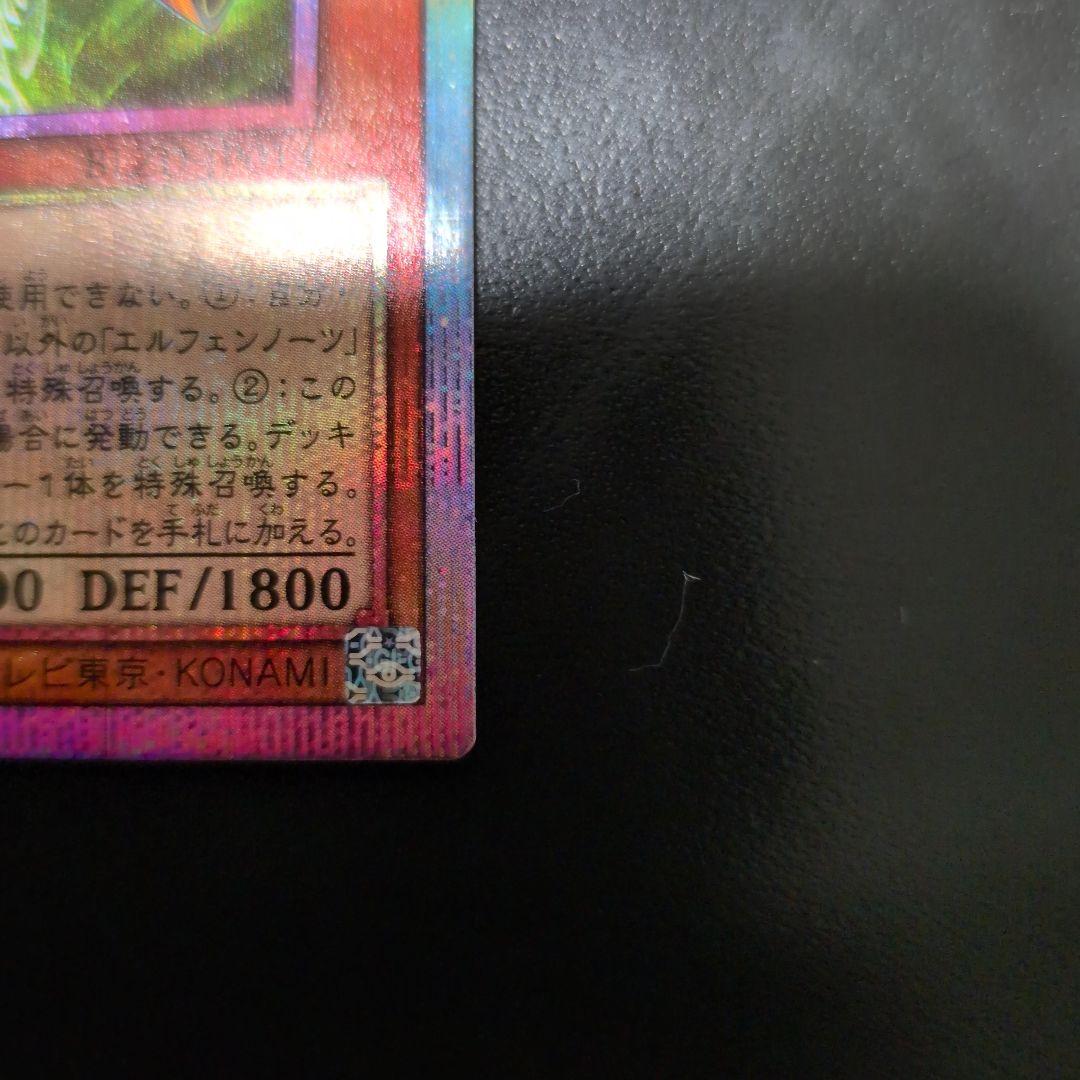 使用できない。①：自分
以外の「エルフェンノーツ」
特殊召喚する。②：この
場合に発動できる。デッキ
ー1体を特殊召喚する。
このカードを手札に加える。
00 DEF/1800
レビ東京・KONAMI